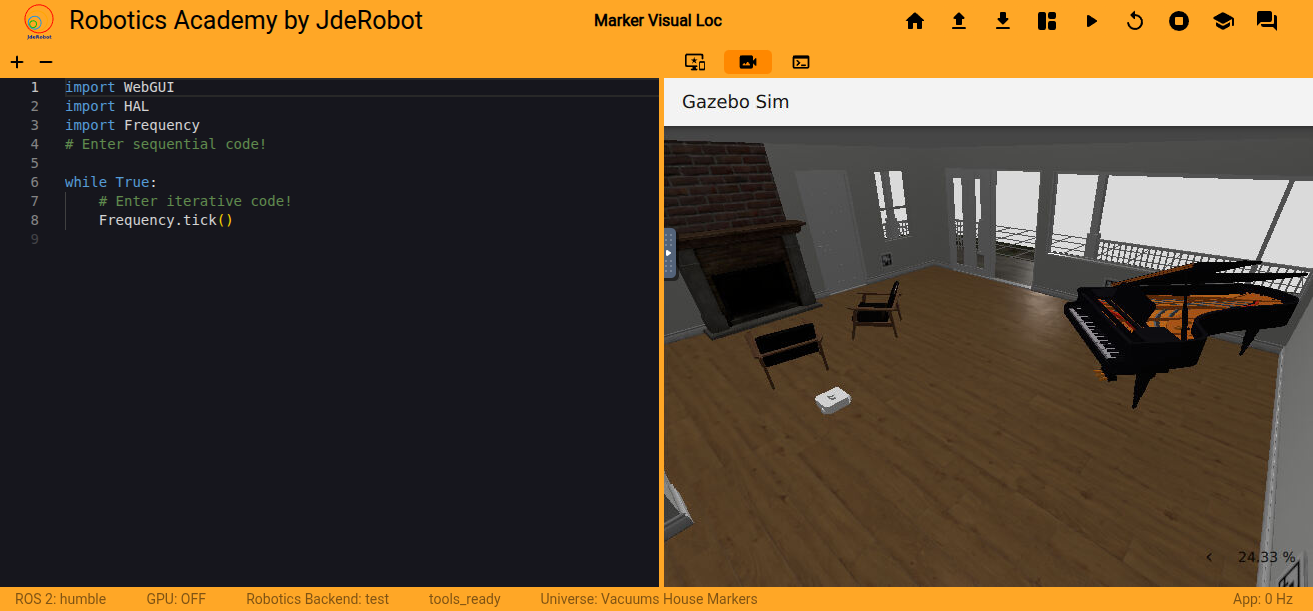 JdeRobot
Robotics Academy by JdeRobot
Marker Visual Loc
1 import WebGUI
2 import HAL
3 import Frequency
4 # Enter sequential code!
5
6 while True:
7 # Enter iterative code!
8 Frequency.tick()
9
Gazebo Sim
24.33 %
ROS 2: humble
GPU: OFF
Robotics Backend: test
tools_ready
Universe: Vacuums House Markers
App: 0 Hz